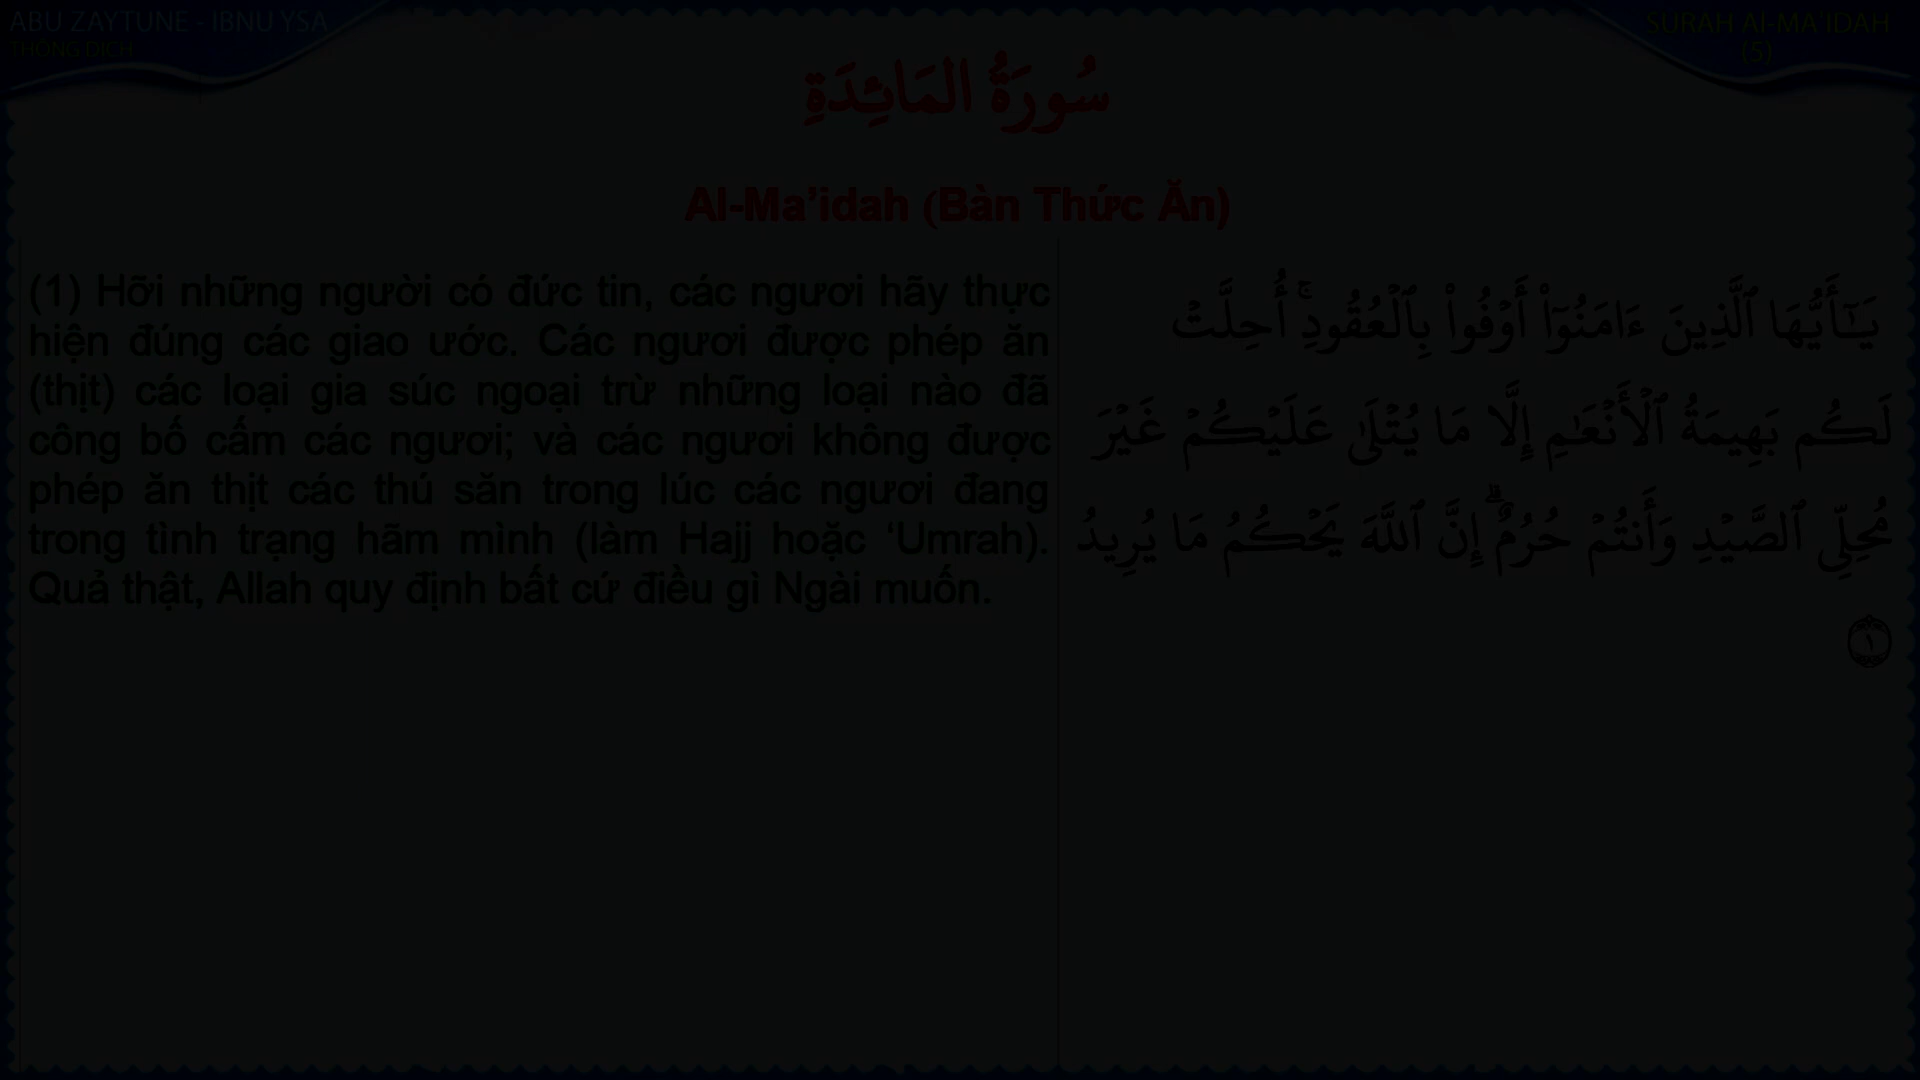 ABU ZAYTUNE - IBNU YSA
THÔNG DỊCH
SURAH Al-MA'IDAH
(5)
سُورَةُ المَائِدَةِ
Al-Ma’idah (Bàn Thức Ăn)
(1) Hỡi những người có đức tin, các ngươi hãy thực
hiện đúng các giao ước. Các ngươi được phép ăn
(thịt) các loại gia súc ngoại trừ những loại nào đã
công bố cấm các ngươi; và các ngươi không được
phép ăn thịt các thú săn trong lúc các ngươi đang
trong tình trạng hãm mình (làm Hajj hoặc ‘Umrah).
Quả thật, Allah quy định bất cứ điều gì Ngài muốn.
يَـٰٓأَيُّهَا ٱلَّذِينَ ءَامَنُوٓاْ أَوۡفُواْ بِٱلۡعُقُودِۚ أُحِلَّتۡ
لَكُم بَهِيمَةُ ٱلۡأَنۡعَـٰمِ إِلَّا مَا يُتۡلَىٰ عَلَيۡكُمۡ غَيۡرَ
مُحِلِّي ٱلصَّيۡدِ وَأَنتُمۡ حُرُمٌۗ إِنَّ ٱللَّهَ يَحۡكُمُ مَا يُرِيدُ
١